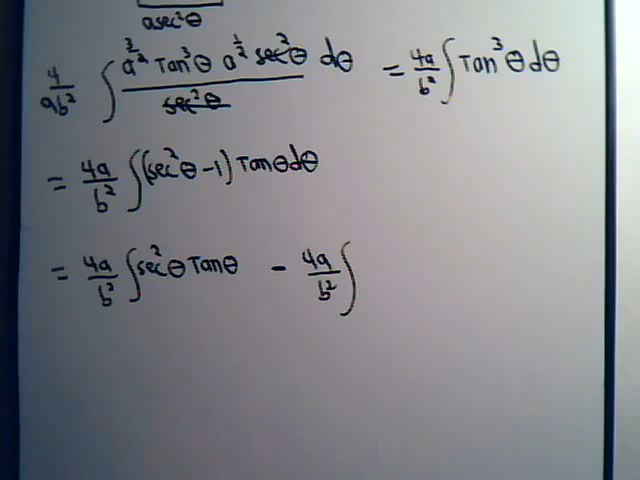 a sec²θ
4/ab² ∫ a^(3/2) Tan³θ a^(1/2) sec²θ dθ / sec²θ = 4a/b² ∫ Tan³θ dθ
= 4a/b² ∫ (sec²θ - 1) Tanθ dθ
= 4a/b² ∫ sec²θ Tanθ - 4a/b² ∫